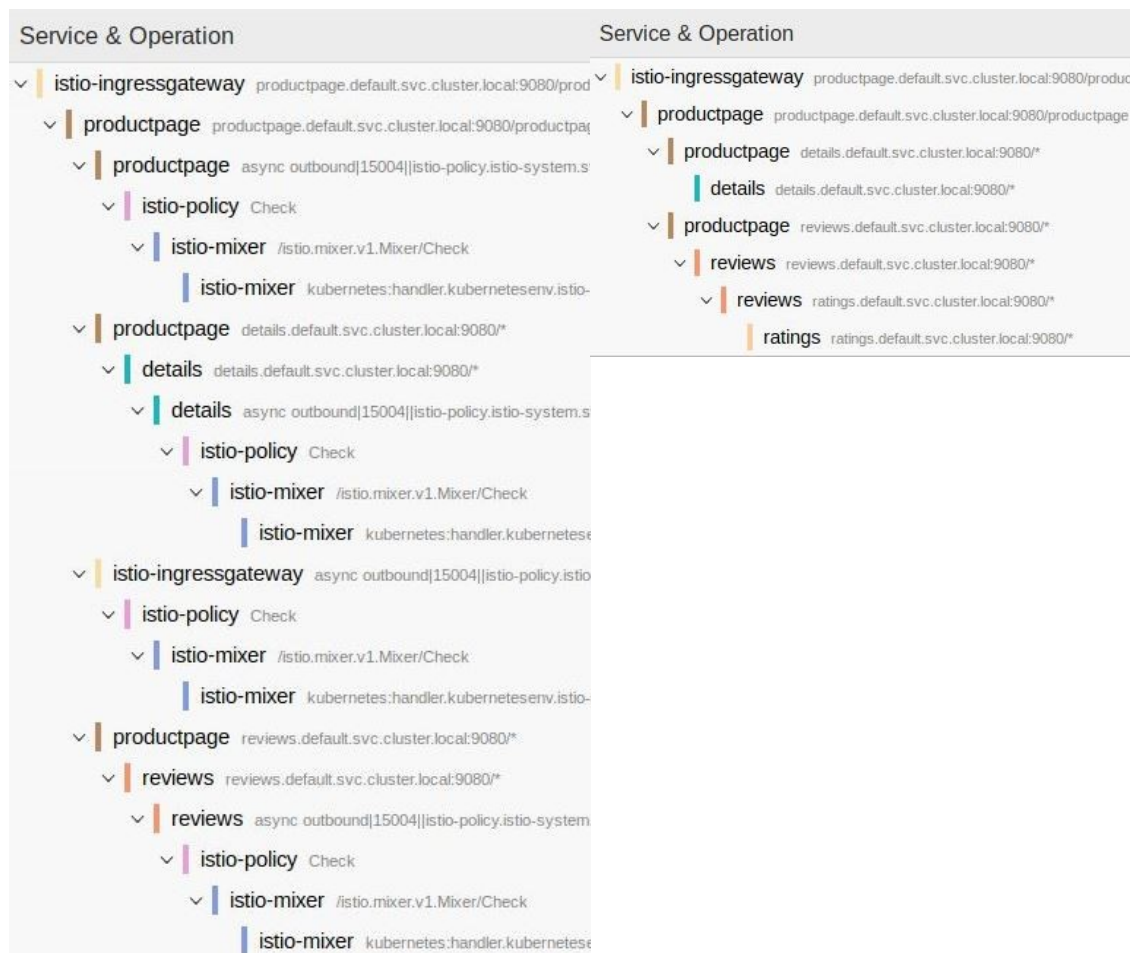 Service & Operation
istio-ingressgateway productpage.default.svc.cluster.local:9080/prod
productpage productpage.default.svc.cluster.local:9080/productpag
productpage async outbound|15004||istio-policy.istio-system.s
istio-policy Check
istio-mixer /istio.mixer.v1.Mixer/Check
istio-mixer kubernetes:handler.kubernetesenv.istio-
productpage details.default.svc.cluster.local:9080/*
details details.default.svc.cluster.local:9080/*
details async outbound|15004||istio-policy.istio-system.s
istio-policy Check
istio-mixer /istio.mixer.v1.Mixer/Check
istio-mixer kubernetes:handler.kubernetese
istio-ingressgateway async outbound|15004||istio-policy.istio
istio-policy Check
istio-mixer /istio.mixer.v1.Mixer/Check
istio-mixer kubernetes:handler.kubernetesenv.istio-
productpage reviews.default.svc.cluster.local:9080/*
reviews reviews.default.svc.cluster.local:9080/*
reviews async outbound|15004||istio-policy.istio-system
istio-policy Check
istio-mixer /istio.mixer.v1.Mixer/Check
istio-mixer kubernetes:handler.kubernetese
Service & Operation
istio-ingressgateway productpage.default.svc.cluster.local:9080/produc
productpage productpage.default.svc.cluster.local:9080/productpage
productpage details.default.svc.cluster.local:9080/*
details details.default.svc.cluster.local:9080/*
productpage reviews.default.svc.cluster.local:9080/*
reviews reviews.default.svc.cluster.local:9080/*
reviews ratings.default.svc.cluster.local:9080/*
ratings ratings.default.svc.cluster.local:9080/*